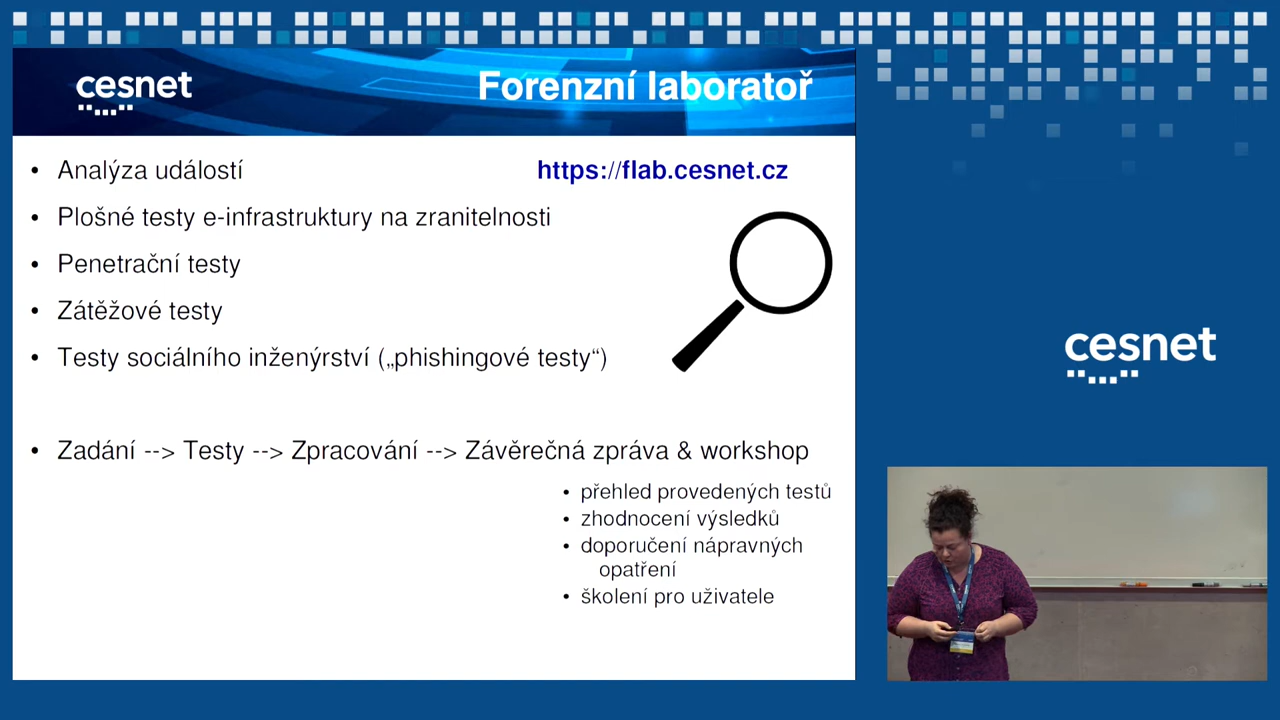 cesnet
Forenzní laboratoř
• Analýza událostí
https://flab.cesnet.cz
• Plošné testy e-infrastruktury na zranitelnosti
• Penetrační testy
• Zátěžové testy
• Testy sociálního inženýrství („phishingové testy“)
• Zadání --> Testy --> Zpracování --> Závěrečná zpráva & workshop
• přehled provedených testů
• zhodnocení výsledků
• doporučení nápravných
opatření
• školení pro uživatele
cesnet